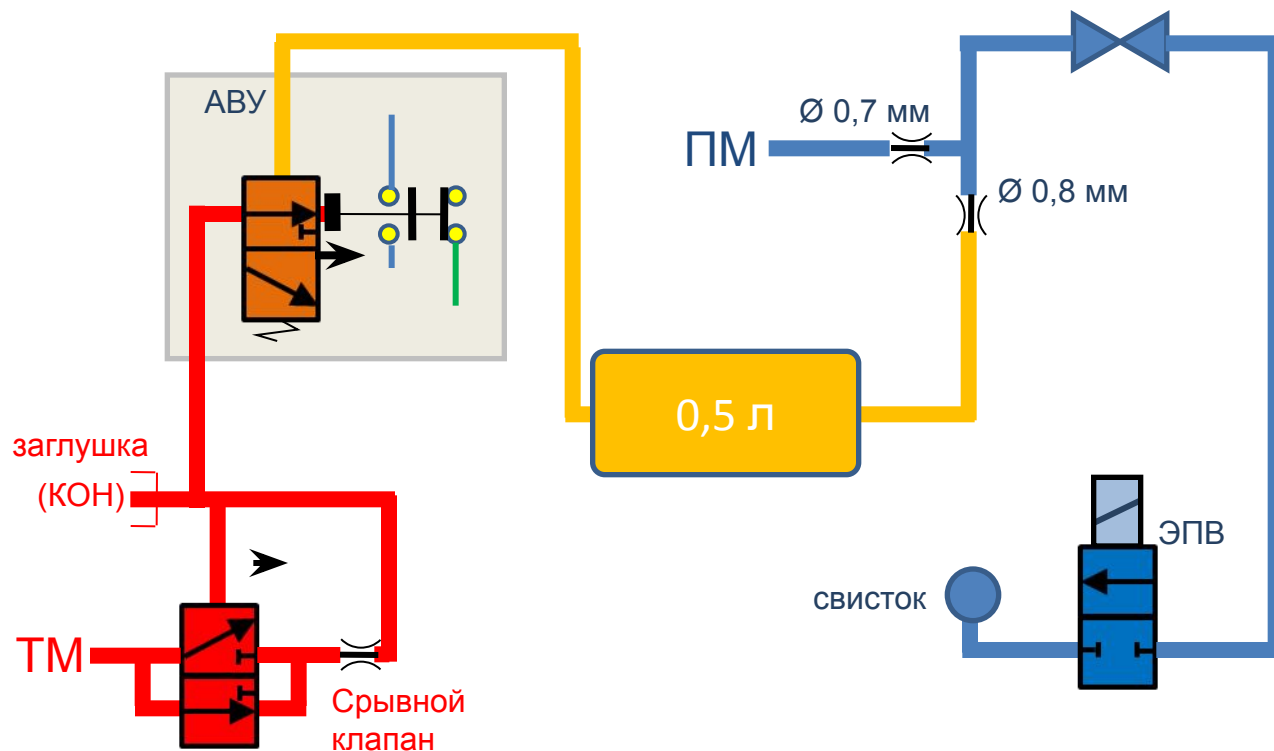 АВУ
Ø 0,7 мм
ПМ
Ø 0,8 мм
0,5 л
заглушка
(КОН)
ЭПВ
свисток
ТМ
Срывной
клапан